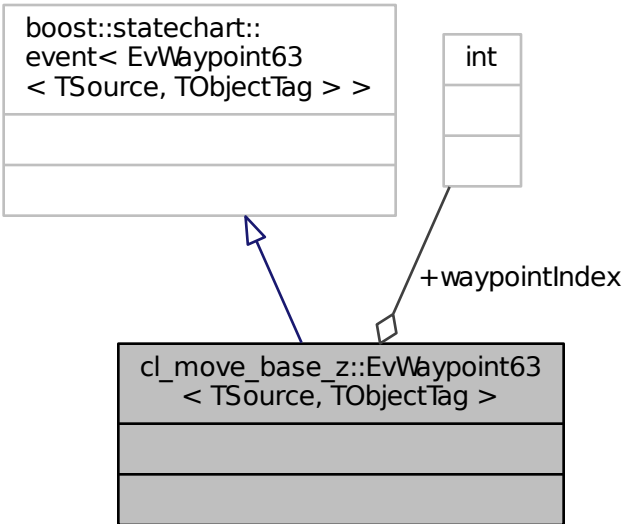 boost::statechart::
event< EvWaypoint63
< TSource, TObjectTag > >
int
+waypointIndex
cl_move_base_z::EvWaypoint63
< TSource, TObjectTag >